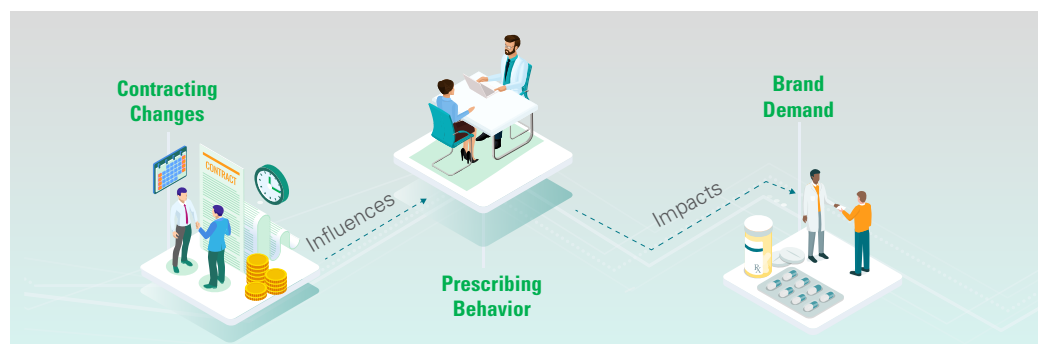 Contracting
Changes
CONTRACT
Influences
Prescribing
Behavior
Impacts
Brand
Demand
Rx